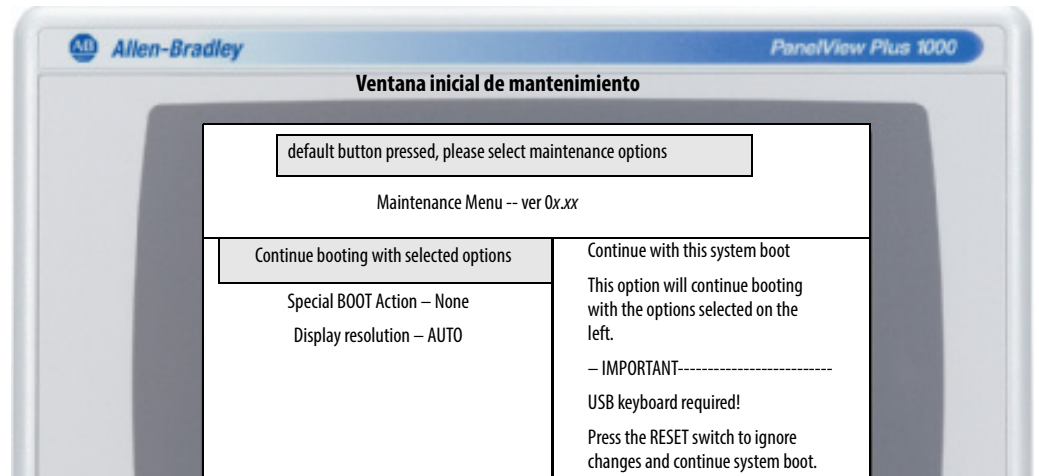 AB Allen-Bradley
PanelView Plus 1000
Ventana inicial de mantenimiento
default button pressed, please select maintenance options
Maintenance Menu -- ver 0x.xx
Continue booting with selected options
Special BOOT Action – None
Display resolution – AUTO
Continue with this system boot
This option will continue booting
with the options selected on the
left.
– IMPORTANT--------------------------
USB keyboard required!
Press the RESET switch to ignore
changes and continue system boot.